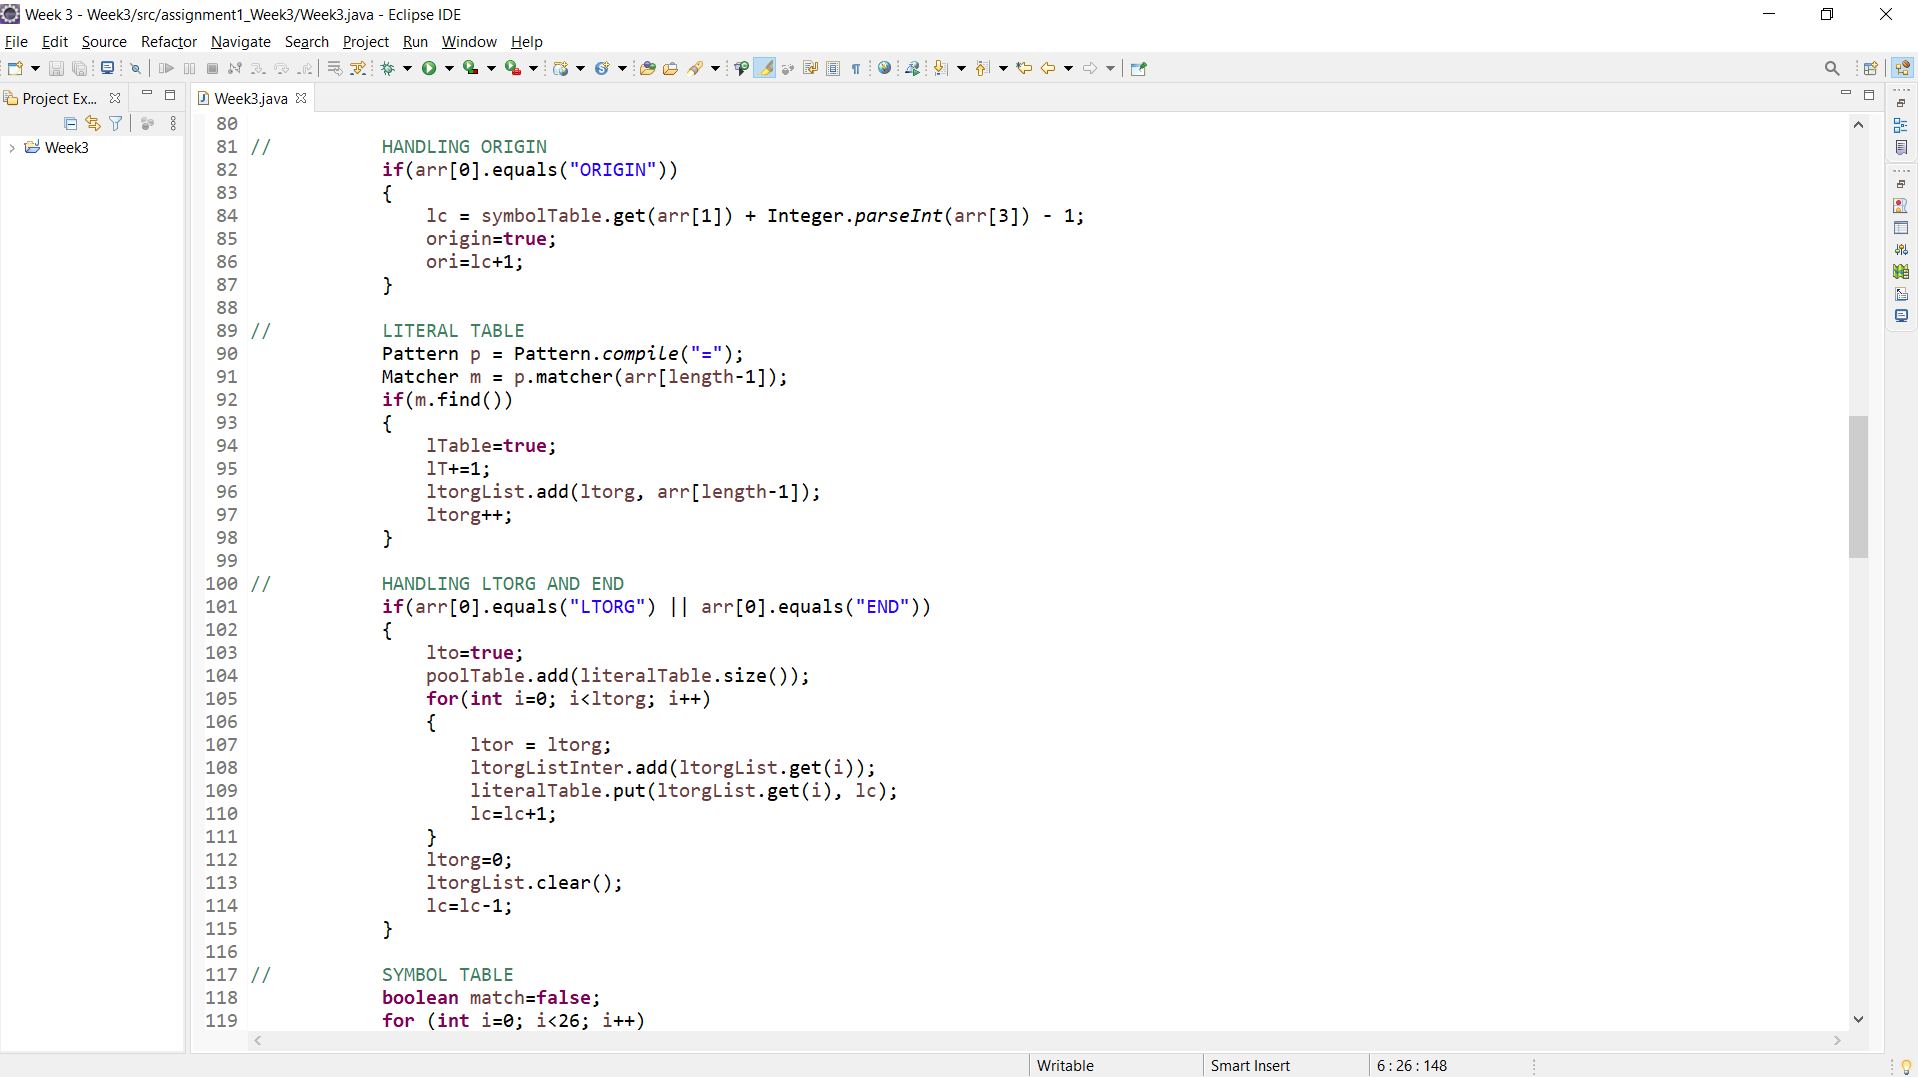 Week 3 - Week3/src/assignment1_Week3/Week3.java - Eclipse IDE
File Edit Source Refactor Navigate Search Project Run Window Help
Project Ex...
Week3.java
Week3
80
81 // HANDLING ORIGIN
82 if(arr[0].equals("ORIGIN"))
83 {
84 lc = symbolTable.get(arr[1]) + Integer.parseInt(arr[3]) - 1;
85 origin=true;
86 ori=lc+1;
87 }
88
89 // LITERAL TABLE
90 Pattern p = Pattern.compile("=");
91 Matcher m = p.matcher(arr[length-1]);
92 if(m.find())
93 {
94 lTable=true;
95 lT+=1;
96 ltorgList.add(ltorg, arr[length-1]);
97 ltorg++;
98 }
99
100 // HANDLING LTORG AND END
101 if(arr[0].equals("LTORG") || arr[0].equals("END"))
102 {
103 lto=true;
104 poolTable.add(literalTable.size());
105 for(int i=0; i<ltorg; i++)
106 {
107 ltor = ltorg;
108 ltorgListInter.add(ltorgList.get(i));
109 literalTable.put(ltorgList.get(i), lc);
110 lc=lc+1;
111 }
112 ltorg=0;
113 ltorgList.clear();
114 lc=lc-1;
115 }
116
117 // SYMBOL TABLE
118 boolean match=false;
119 for (int i=0; i<26; i++)
Writable Smart Insert 6 : 26 : 148